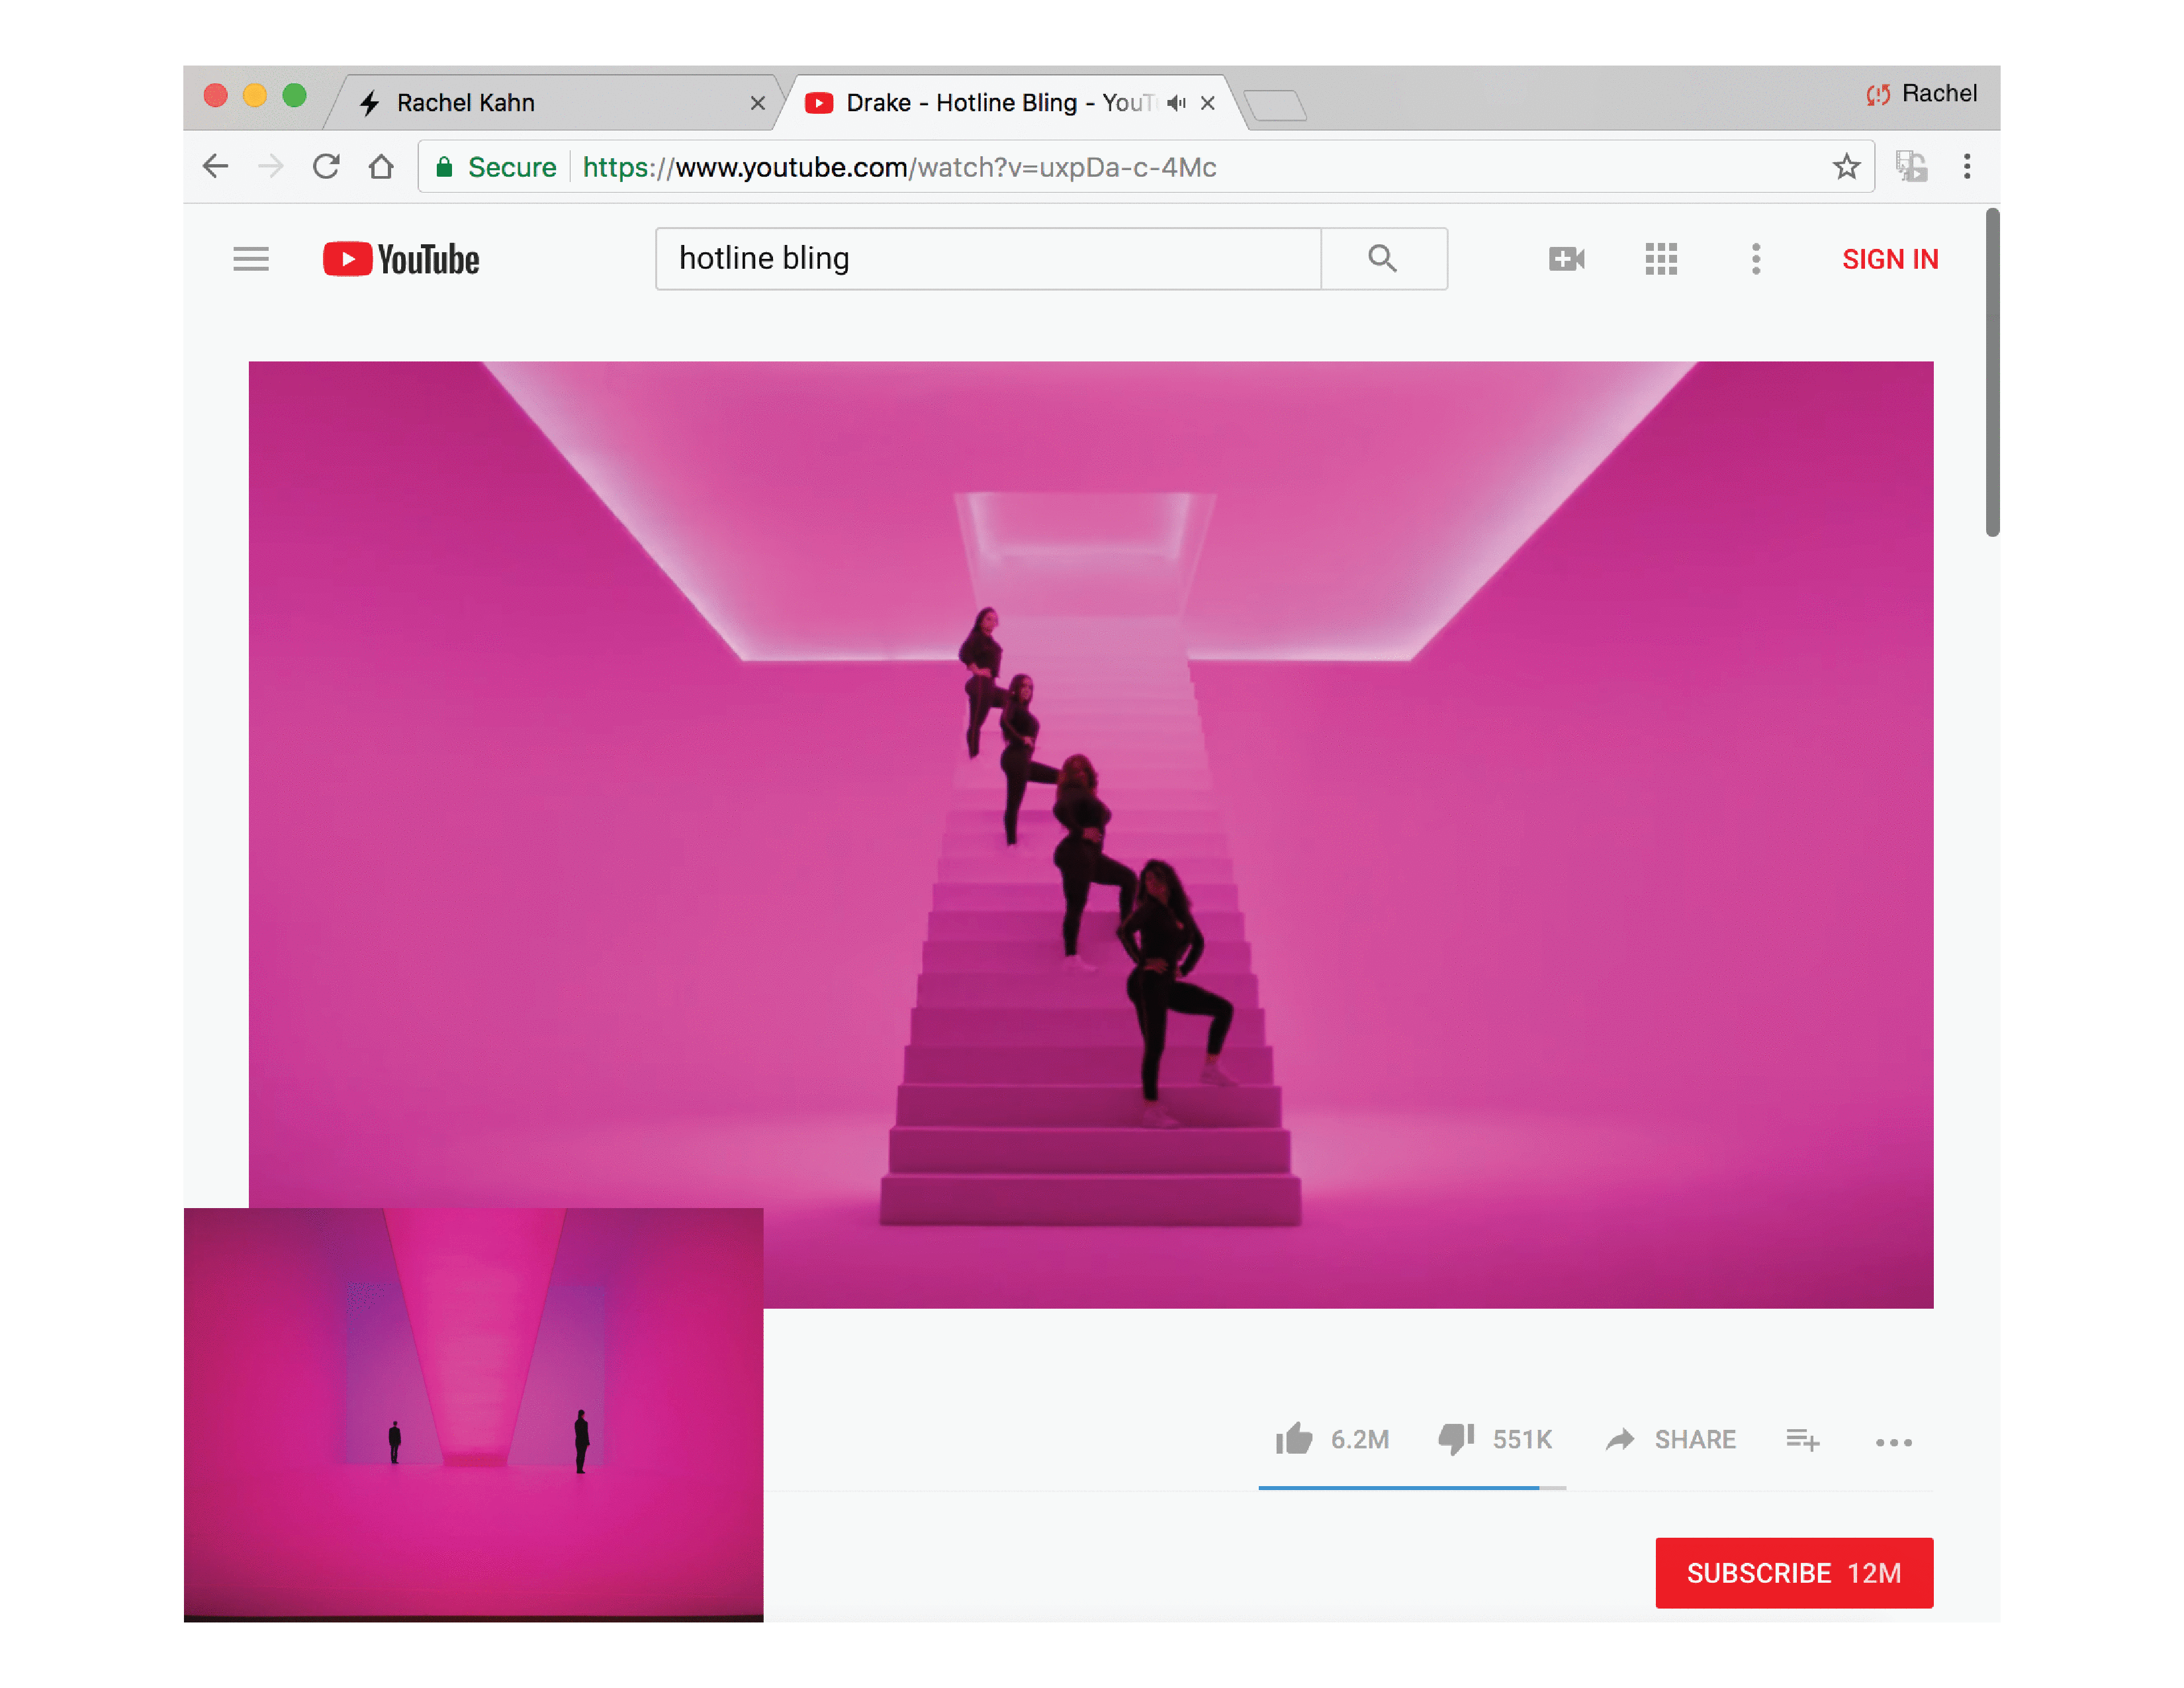 Rachel Kahn
Drake - Hotline Bling - YouT
Rachel
Secure https://www.youtube.com/watch?v=uxpDa-c-4Mc
YouTube
hotline bling
SIGN IN
6.2M 551K SHARE
SUBSCRIBE 12M